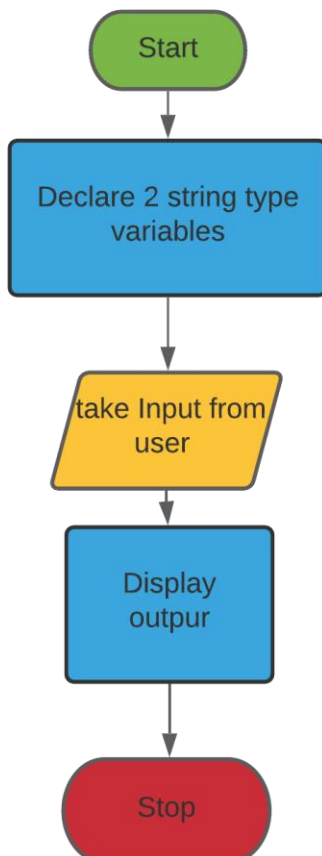 Start
Declare 2 string type
variables
take Input from
user
Display
outpur
Stop